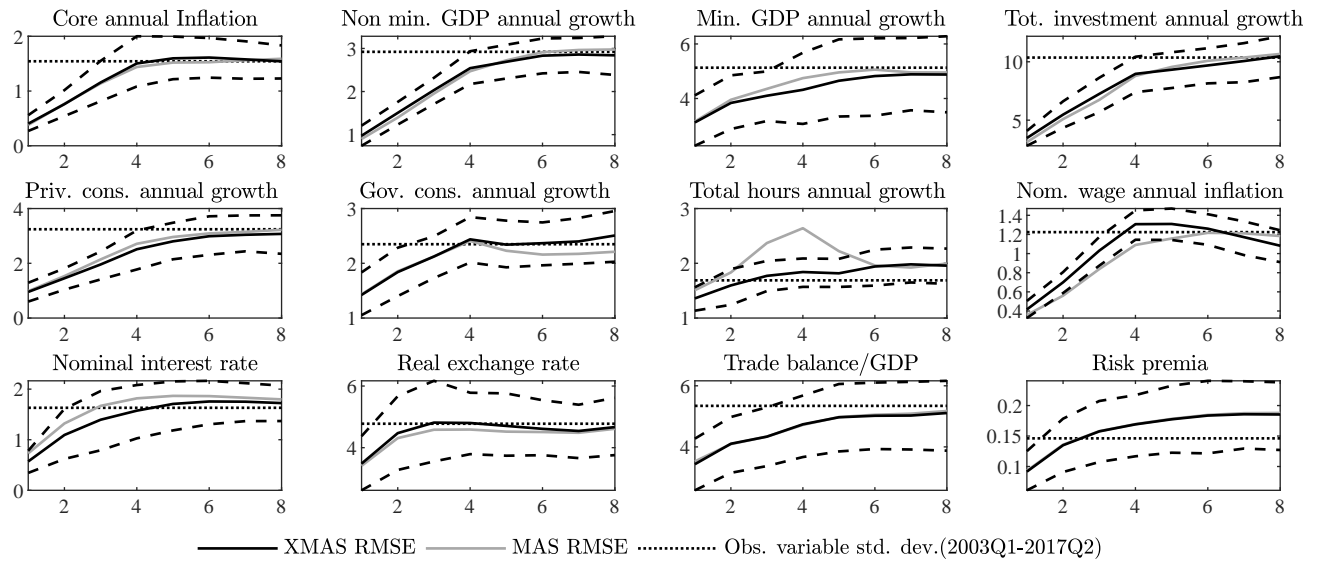 Core annual Inflation
Non min. GDP annual growth
Min. GDP annual growth
Tot. investment annual growth
2
1
0
2 4 6 8
3
2
1
2 4 6 8
6
4
2 4 6 8
10
5
2 4 6 8
Priv. cons. annual growth
Gov. cons. annual growth
Total hours annual growth
Nom. wage annual inflation
4
2
0
2 4 6 8
3
2
1
2 4 6 8
3
2
1
2 4 6 8
1.4
1.2
1
0.8
0.6
0.4
2 4 6 8
Nominal interest rate
Real exchange rate
Trade balance/GDP
Risk premia
2
1
0
2 4 6 8
6
4
2 4 6 8
6
4
2 4 6 8
0.2
0.15
0.1
2 4 6 8
XMAS RMSE MAS RMSE Obs. variable std. dev.(2003Q1-2017Q2)